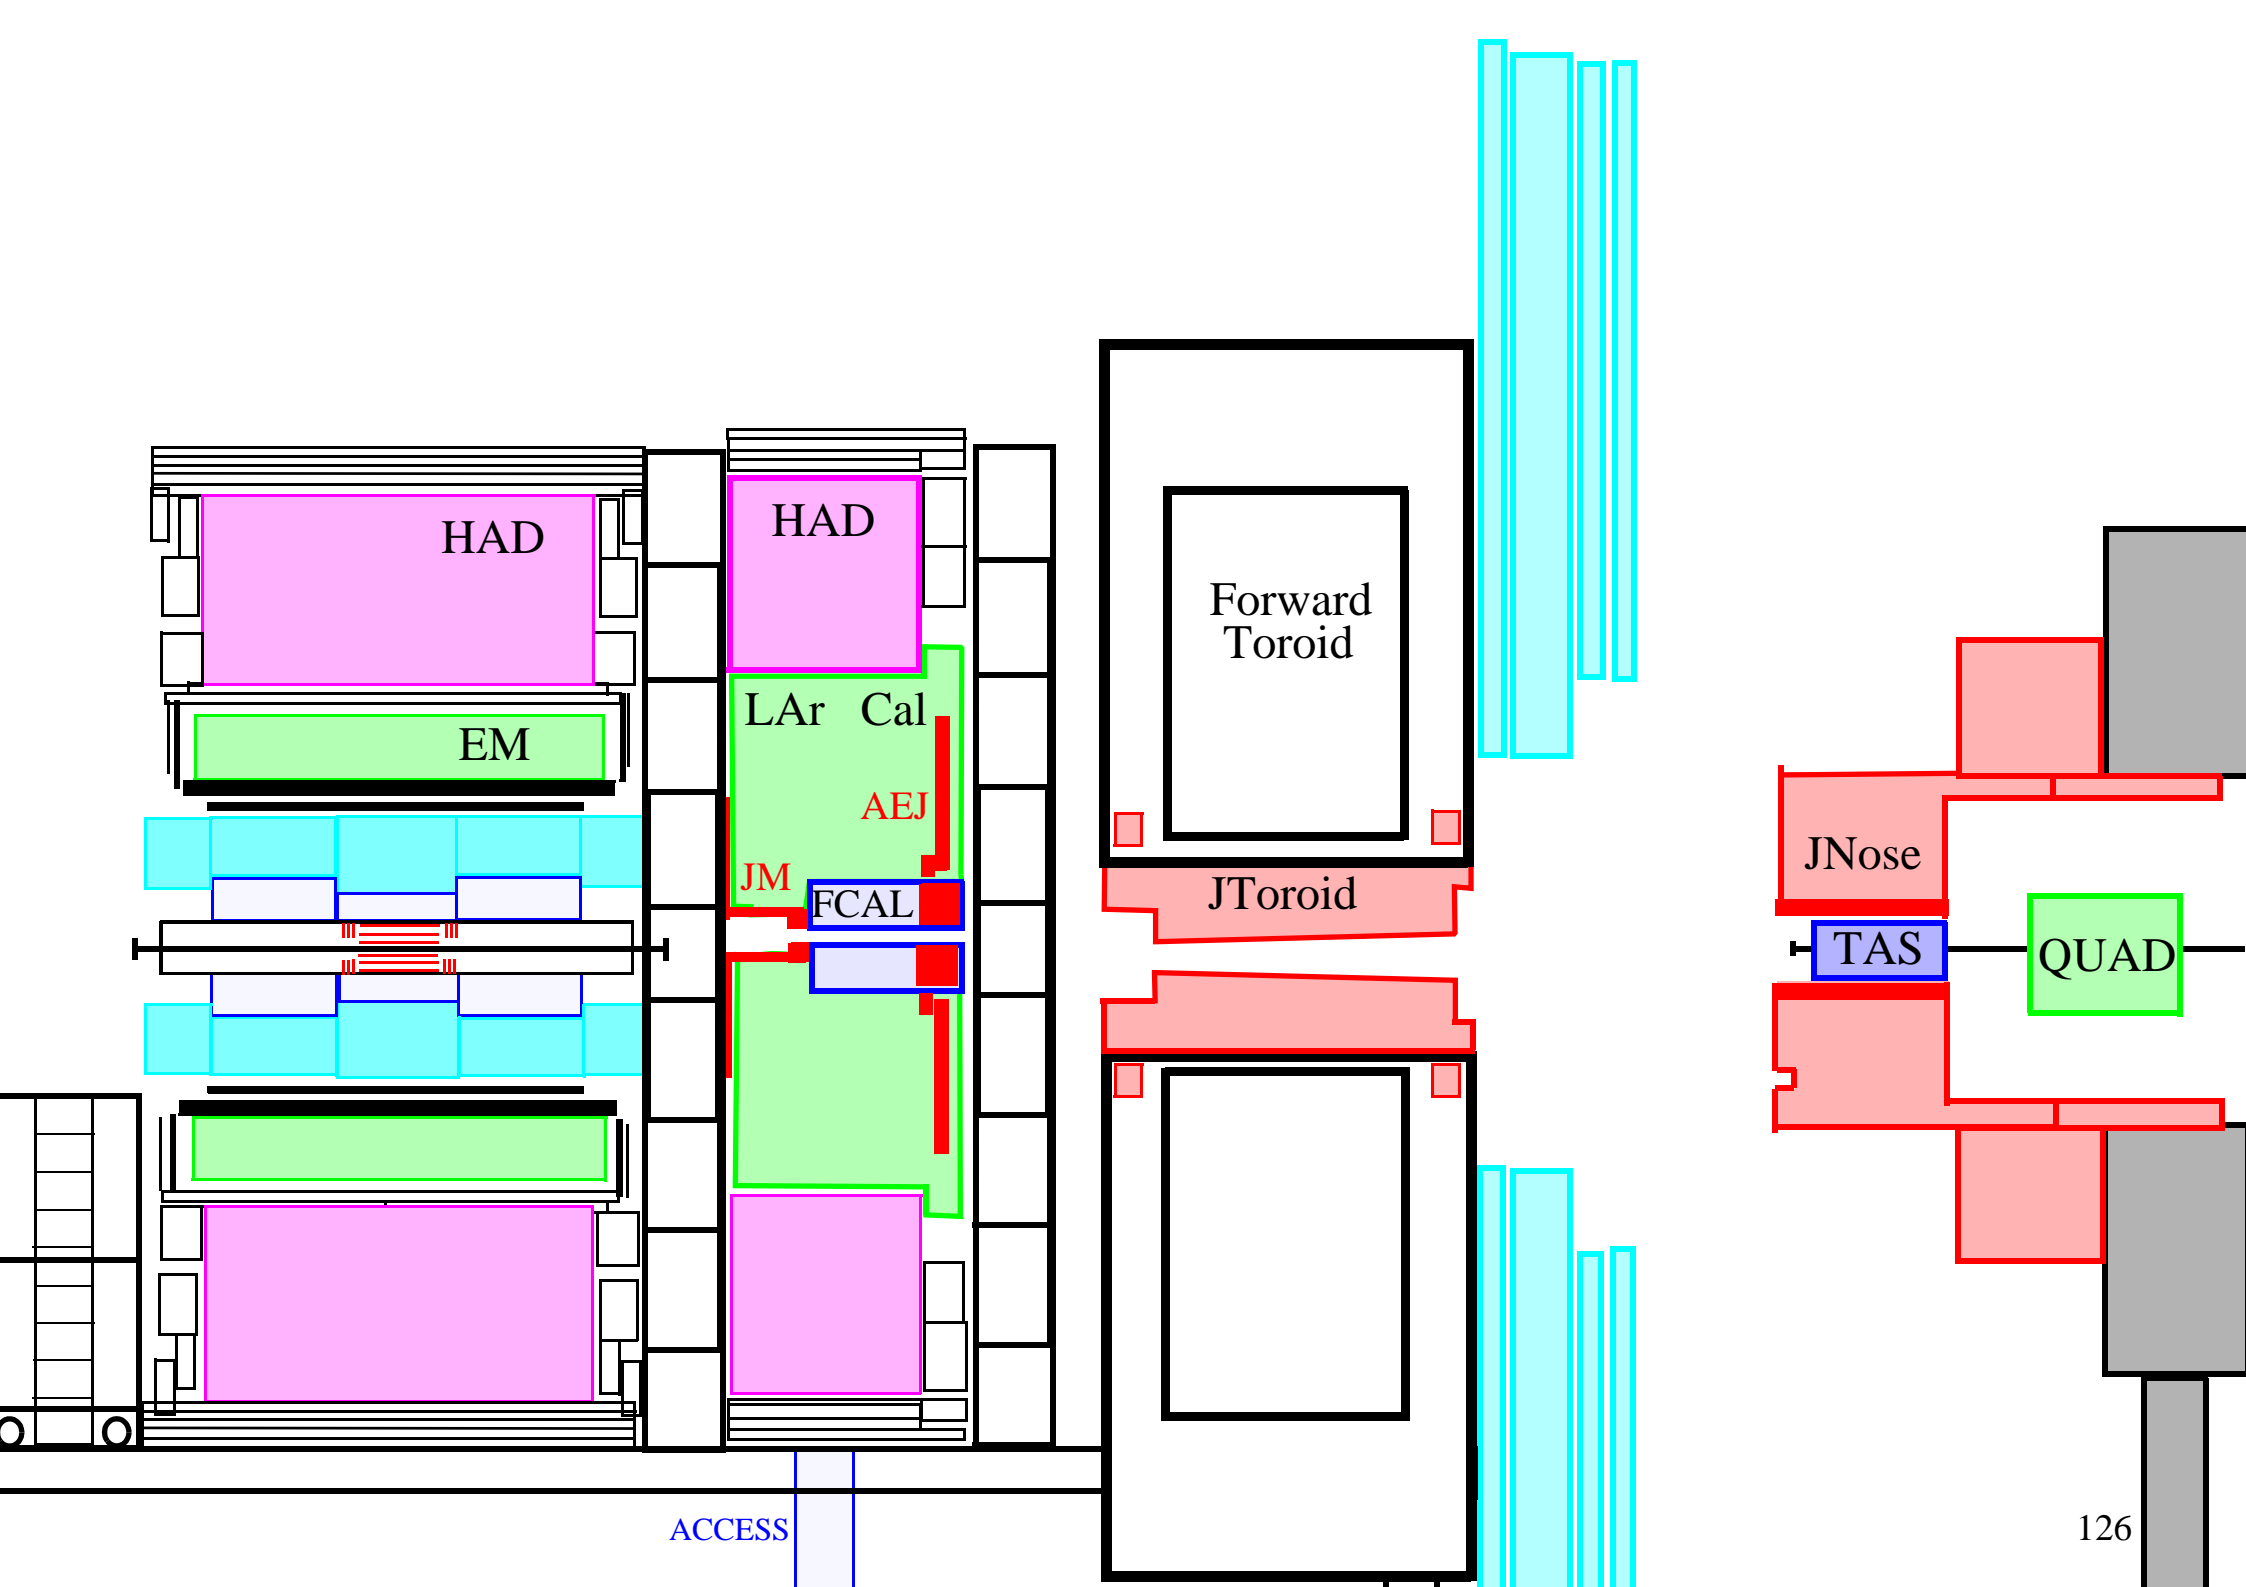 HAD
HAD
Forward
Toroid
LAr Cal
EM
AEJ
JM
FCAL
JToroid
JNose
TAS
QUAD
ACCESS
126